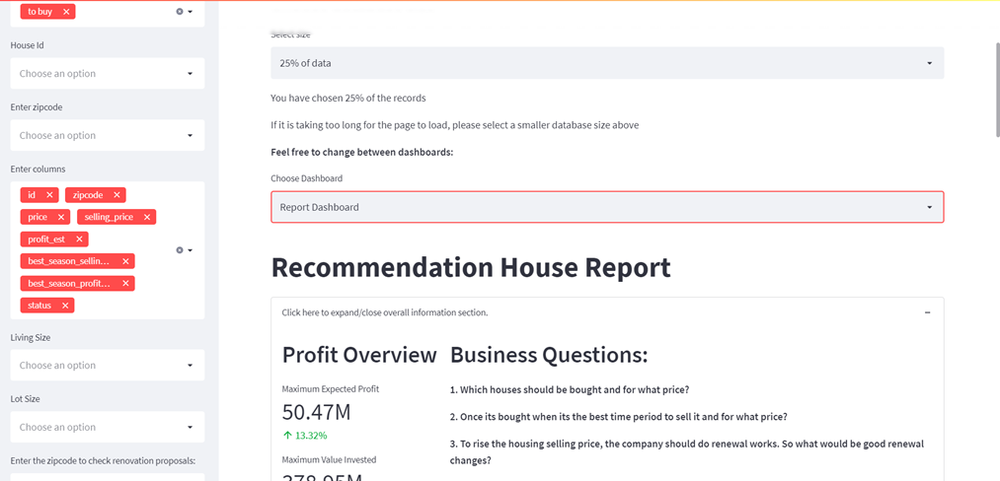 to buy
House Id
Choose an option
Enter zipcode
Choose an option
Enter columns
id
zipcode
price
selling_price
profit_est
best_season_sellin...
best_season_profit...
status
Living Size
Choose an option
Lot Size
Choose an option
Enter the zipcode to check renovation proposals:
Select size
25% of data
You have chosen 25% of the records
If it is taking too long for the page to load, please select a smaller database size above
Feel free to change between dashboards:
Choose Dashboard
Report Dashboard
Recommendation House Report
Click here to expand/close overall information section.
Profit Overview
Maximum Expected Profit
50.47M
↑ 13.32%
Maximum Value Invested
378.95M
Business Questions:
1. Which houses should be bought and for what price?
2. Once its bought when its the best time period to sell it and for what price?
3. To rise the housing selling price, the company should do renewal works. So what would be good renewal
changes?